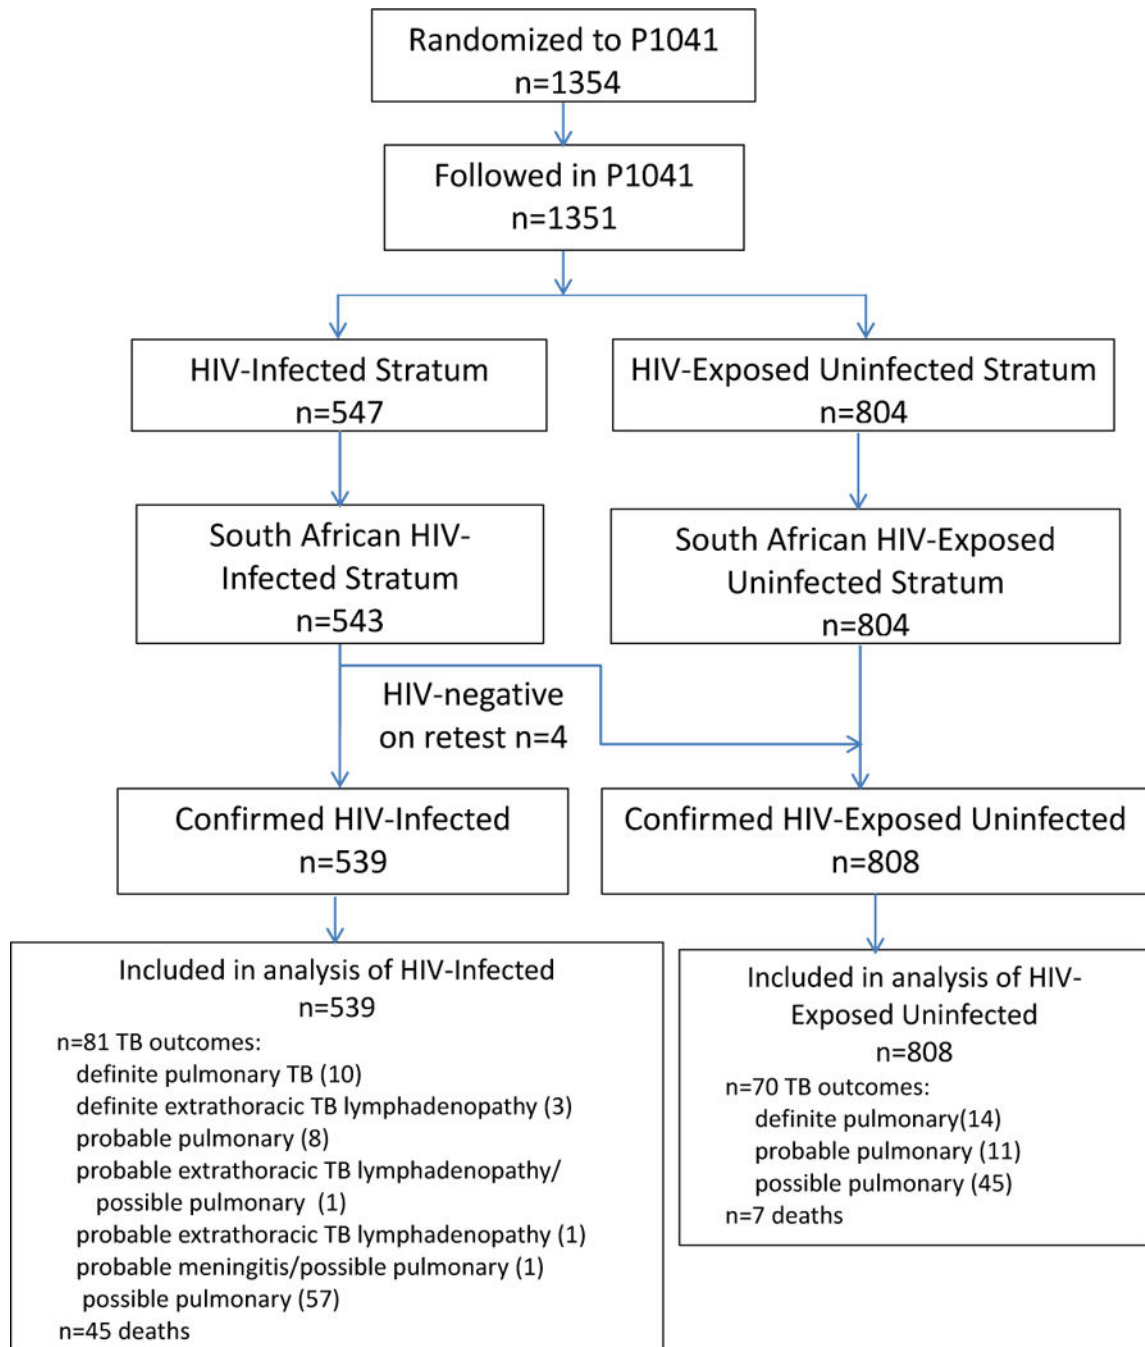 Randomized to P1041
n=1354
Followed in P1041
n=1351
HIV-Infected Stratum
n=547
HIV-Exposed Uninfected Stratum
n=804
South African HIV-
Infected Stratum
n=543
South African HIV-Exposed
Uninfected Stratum
n=804
HIV-negative
on retest n=4
Confirmed HIV-Infected
n=539
Confirmed HIV-Exposed Uninfected
n=808
Included in analysis of HIV-Infected
n=539
n=81 TB outcomes:
definite pulmonary TB (10)
definite extrathoracic TB lymphadenopathy (3)
probable pulmonary (8)
probable extrathoracic TB lymphadenopathy/
possible pulmonary (1)
probable extrathoracic TB lymphadenopathy (1)
probable meningitis/possible pulmonary (1)
possible pulmonary (57)
n=45 deaths
Included in analysis of HIV-
Exposed Uninfected
n=808
n=70 TB outcomes:
definite pulmonary(14)
probable pulmonary (11)
possible pulmonary (45)
n=7 deaths